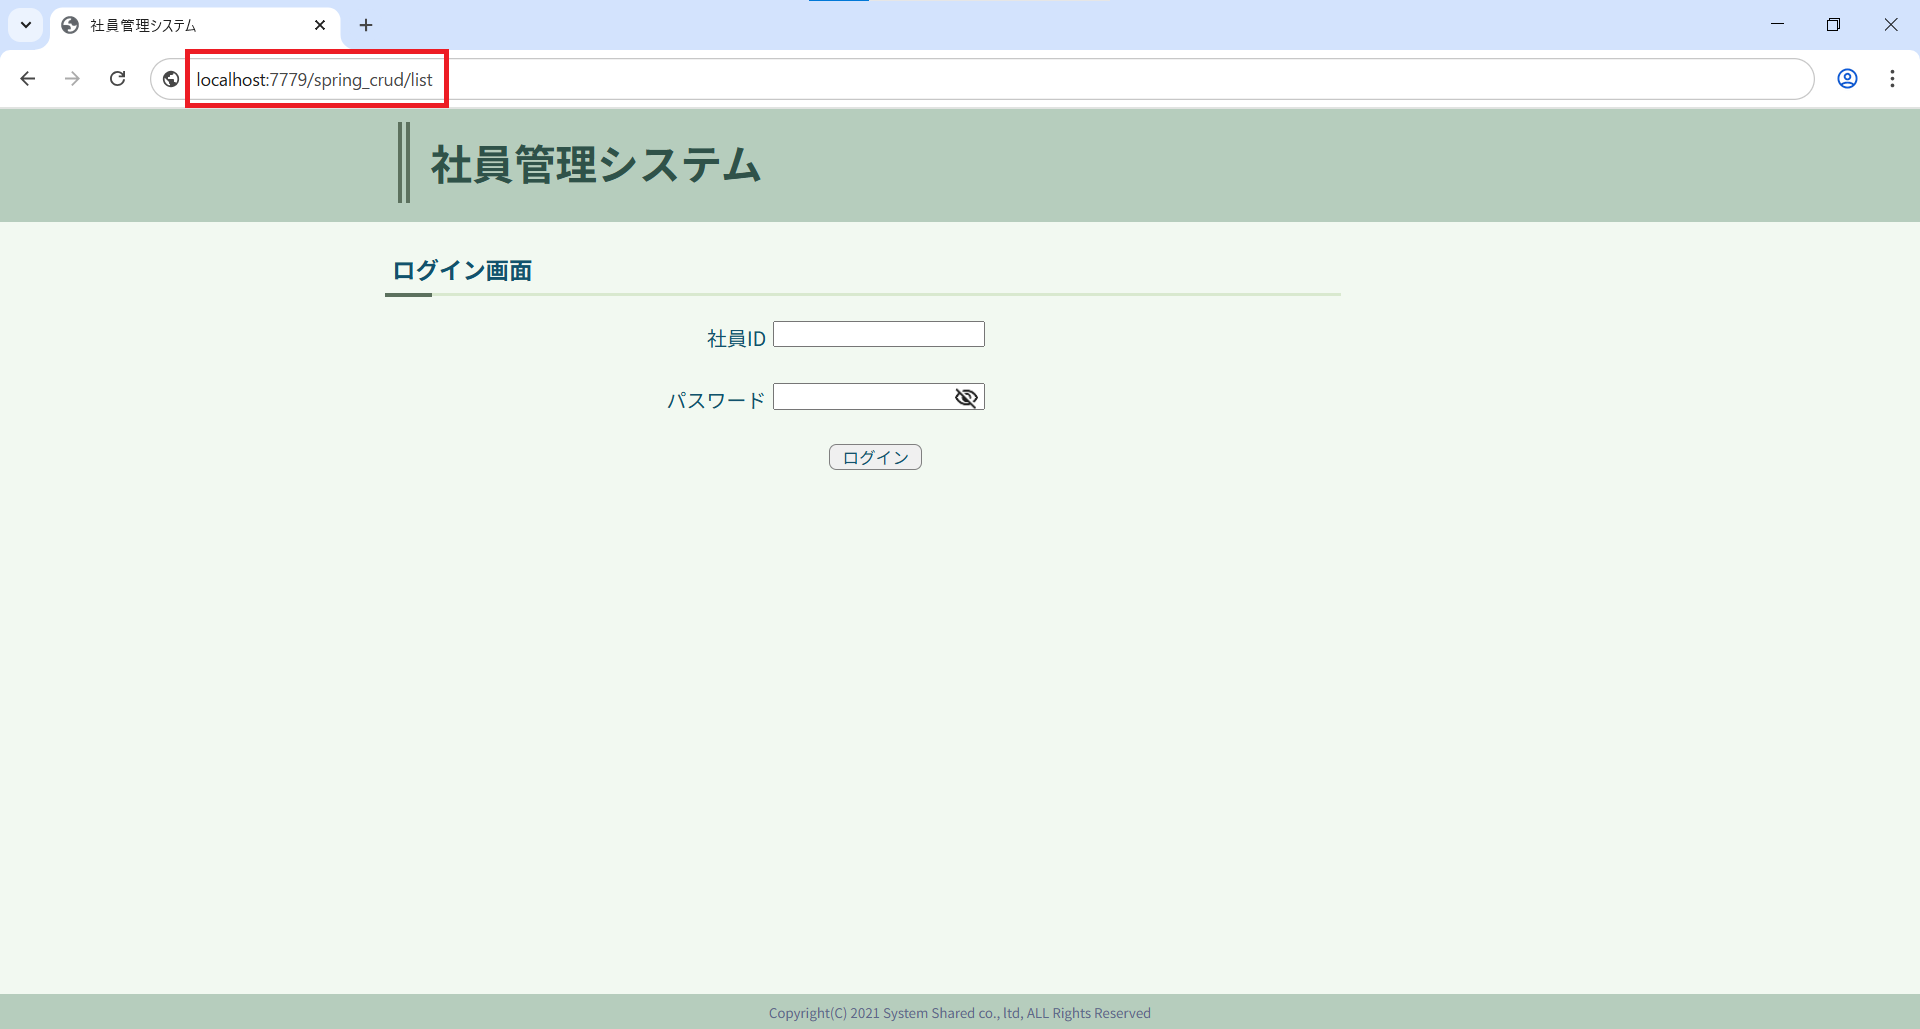 社員管理システム
localhost:7779/spring_crud/list
社員管理システム
ログイン画面
社員ID
パスワード
ログイン
Copyright(C) 2021 System Shared co., ltd, ALL Rights Reserved